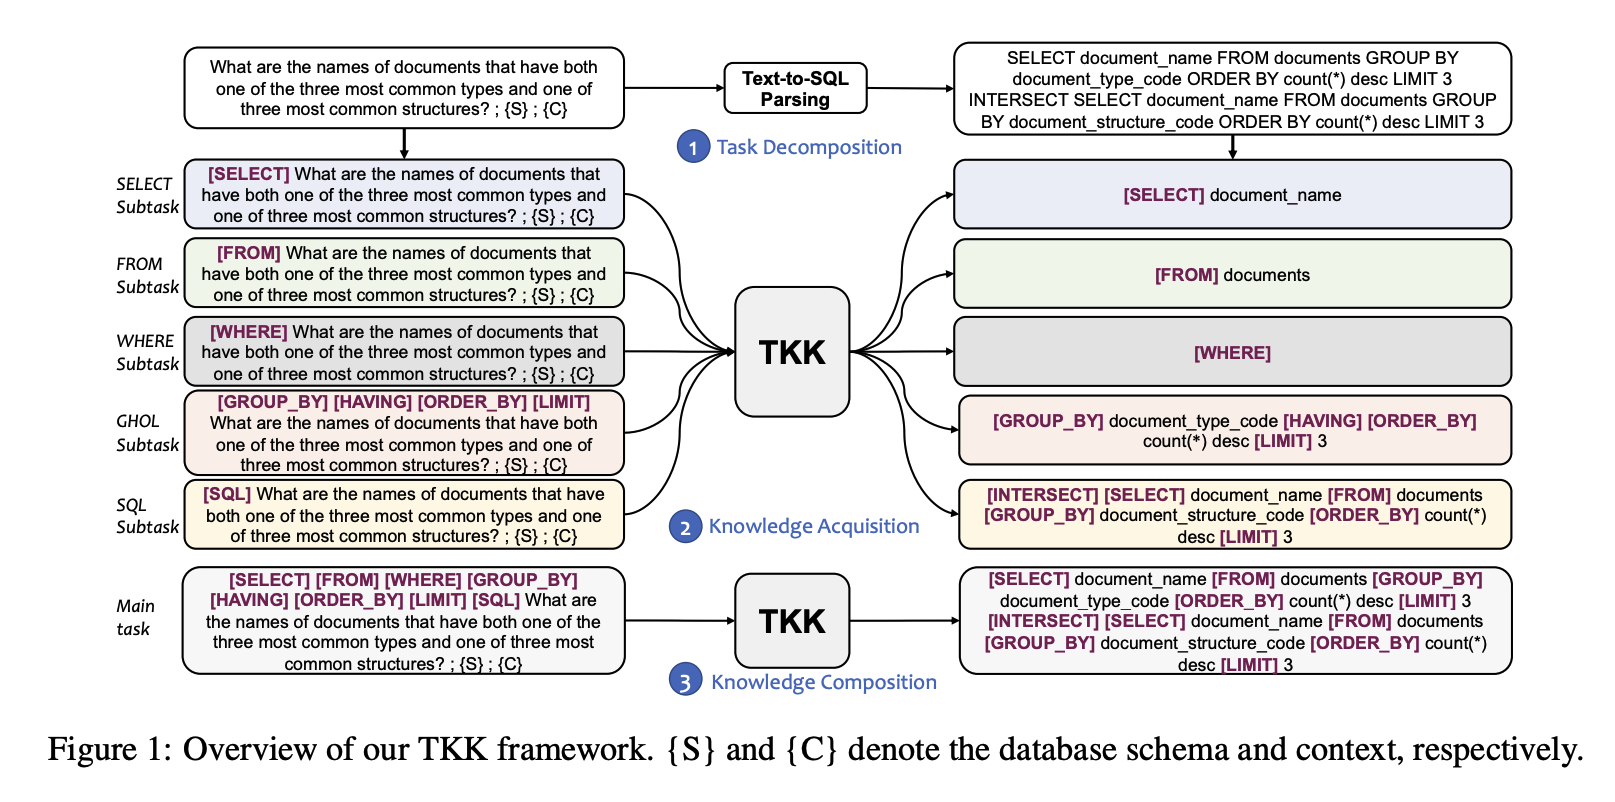 What are the names of documents that have both
one of the three most common types and one of
three most common structures? ; {S} ; {C}
Text-to-SQL
Parsing
SELECT document_name FROM documents GROUP BY
document_type_code ORDER BY count(*) desc LIMIT 3
INTERSECT SELECT document_name FROM documents GROUP
BY document_structure_code ORDER BY count(*) desc LIMIT 3
1 Task Decomposition
SELECT
Subtask
[SELECT] What are the names of documents that
have both one of the three most common types and
one of three most common structures? ; {S} ; {C}
[SELECT] document_name
FROM
Subtask
[FROM] What are the names of documents that
have both one of the three most common types and
one of three most common structures? ; {S} ; {C}
[FROM] documents
WHERE
Subtask
[WHERE] What are the names of documents that
have both one of the three most common types and
one of three most common structures? ; {S} ; {C}
TKK
[WHERE]
GHOL
Subtask
[GROUP_BY] [HAVING] [ORDER_BY] [LIMIT]
What are the names of documents that have both
one of the three most common types and one of
three most common structures? ; {S} ; {C}
[GROUP_BY] document_type_code [HAVING] [ORDER_BY]
count(*) desc [LIMIT] 3
SQL
Subtask
[SQL] What are the names of documents that have
both one of the three most common types and one
of three most common structures? ; {S} ; {C}
2 Knowledge Acquisition
[INTERSECT] [SELECT] document_name [FROM] documents
[GROUP_BY] document_structure_code [ORDER_BY] count(*)
desc [LIMIT] 3
Main
task
[SELECT] [FROM] [WHERE] [GROUP_BY]
[HAVING] [ORDER_BY] [LIMIT] [SQL] What are
the names of documents that have both one of the
three most common types and one of three most
common structures? ; {S} ; {C}
TKK
[SELECT] document_name [FROM] documents [GROUP_BY]
document_type_code [ORDER_BY] count(*) desc [LIMIT] 3
[INTERSECT] [SELECT] document_name [FROM] documents
[GROUP_BY] document_structure_code [ORDER_BY] count(*)
desc [LIMIT] 3
3 Knowledge Composition
Figure 1: Overview of our TKK framework. {S} and {C} denote the database schema and context, respectively.